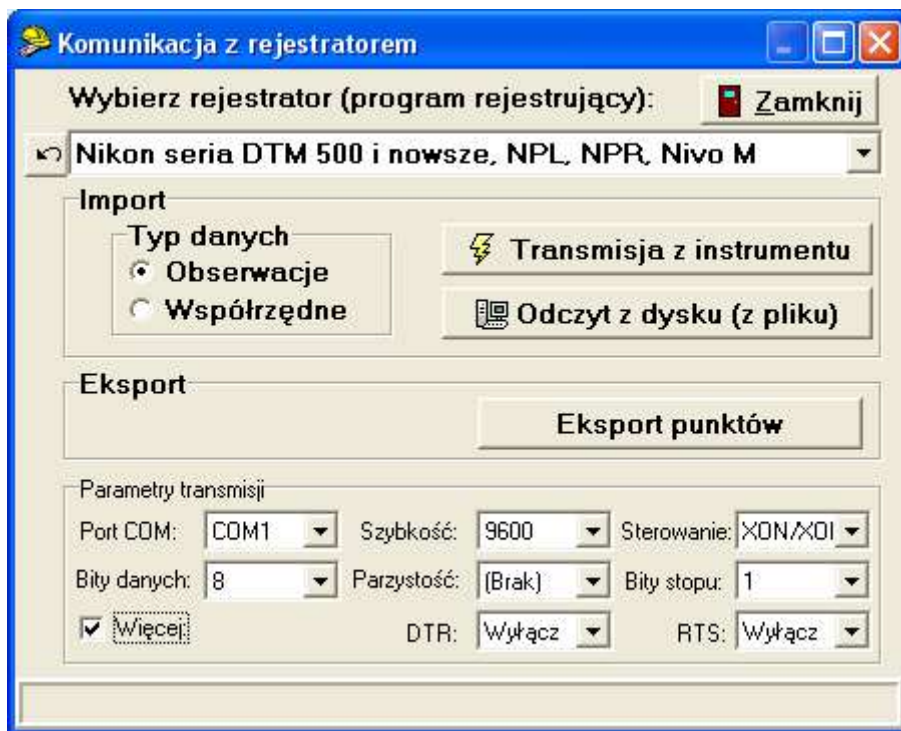 Komunikacja z rejestratorem
Wybierz rejestrator (program rejestrujący): Zamknij
Nikon seria DTM 500 i nowsze, NPL, NPR, Nivo M
Import
Typ danych
Obserwacje
Współrzędne
Transmisja z instrumentu
Odczyt z dysku (z pliku)
Eksport
Eksport punktów
Parametry transmisji
Port COM: COM1 Szybkość: 9600 Sterowanie: XON/XOI
Bity danych: 8 Parzystość: (Brak) Bity stopu: 1
Więcej DTR: Wyłącz RTS: Wyłącz